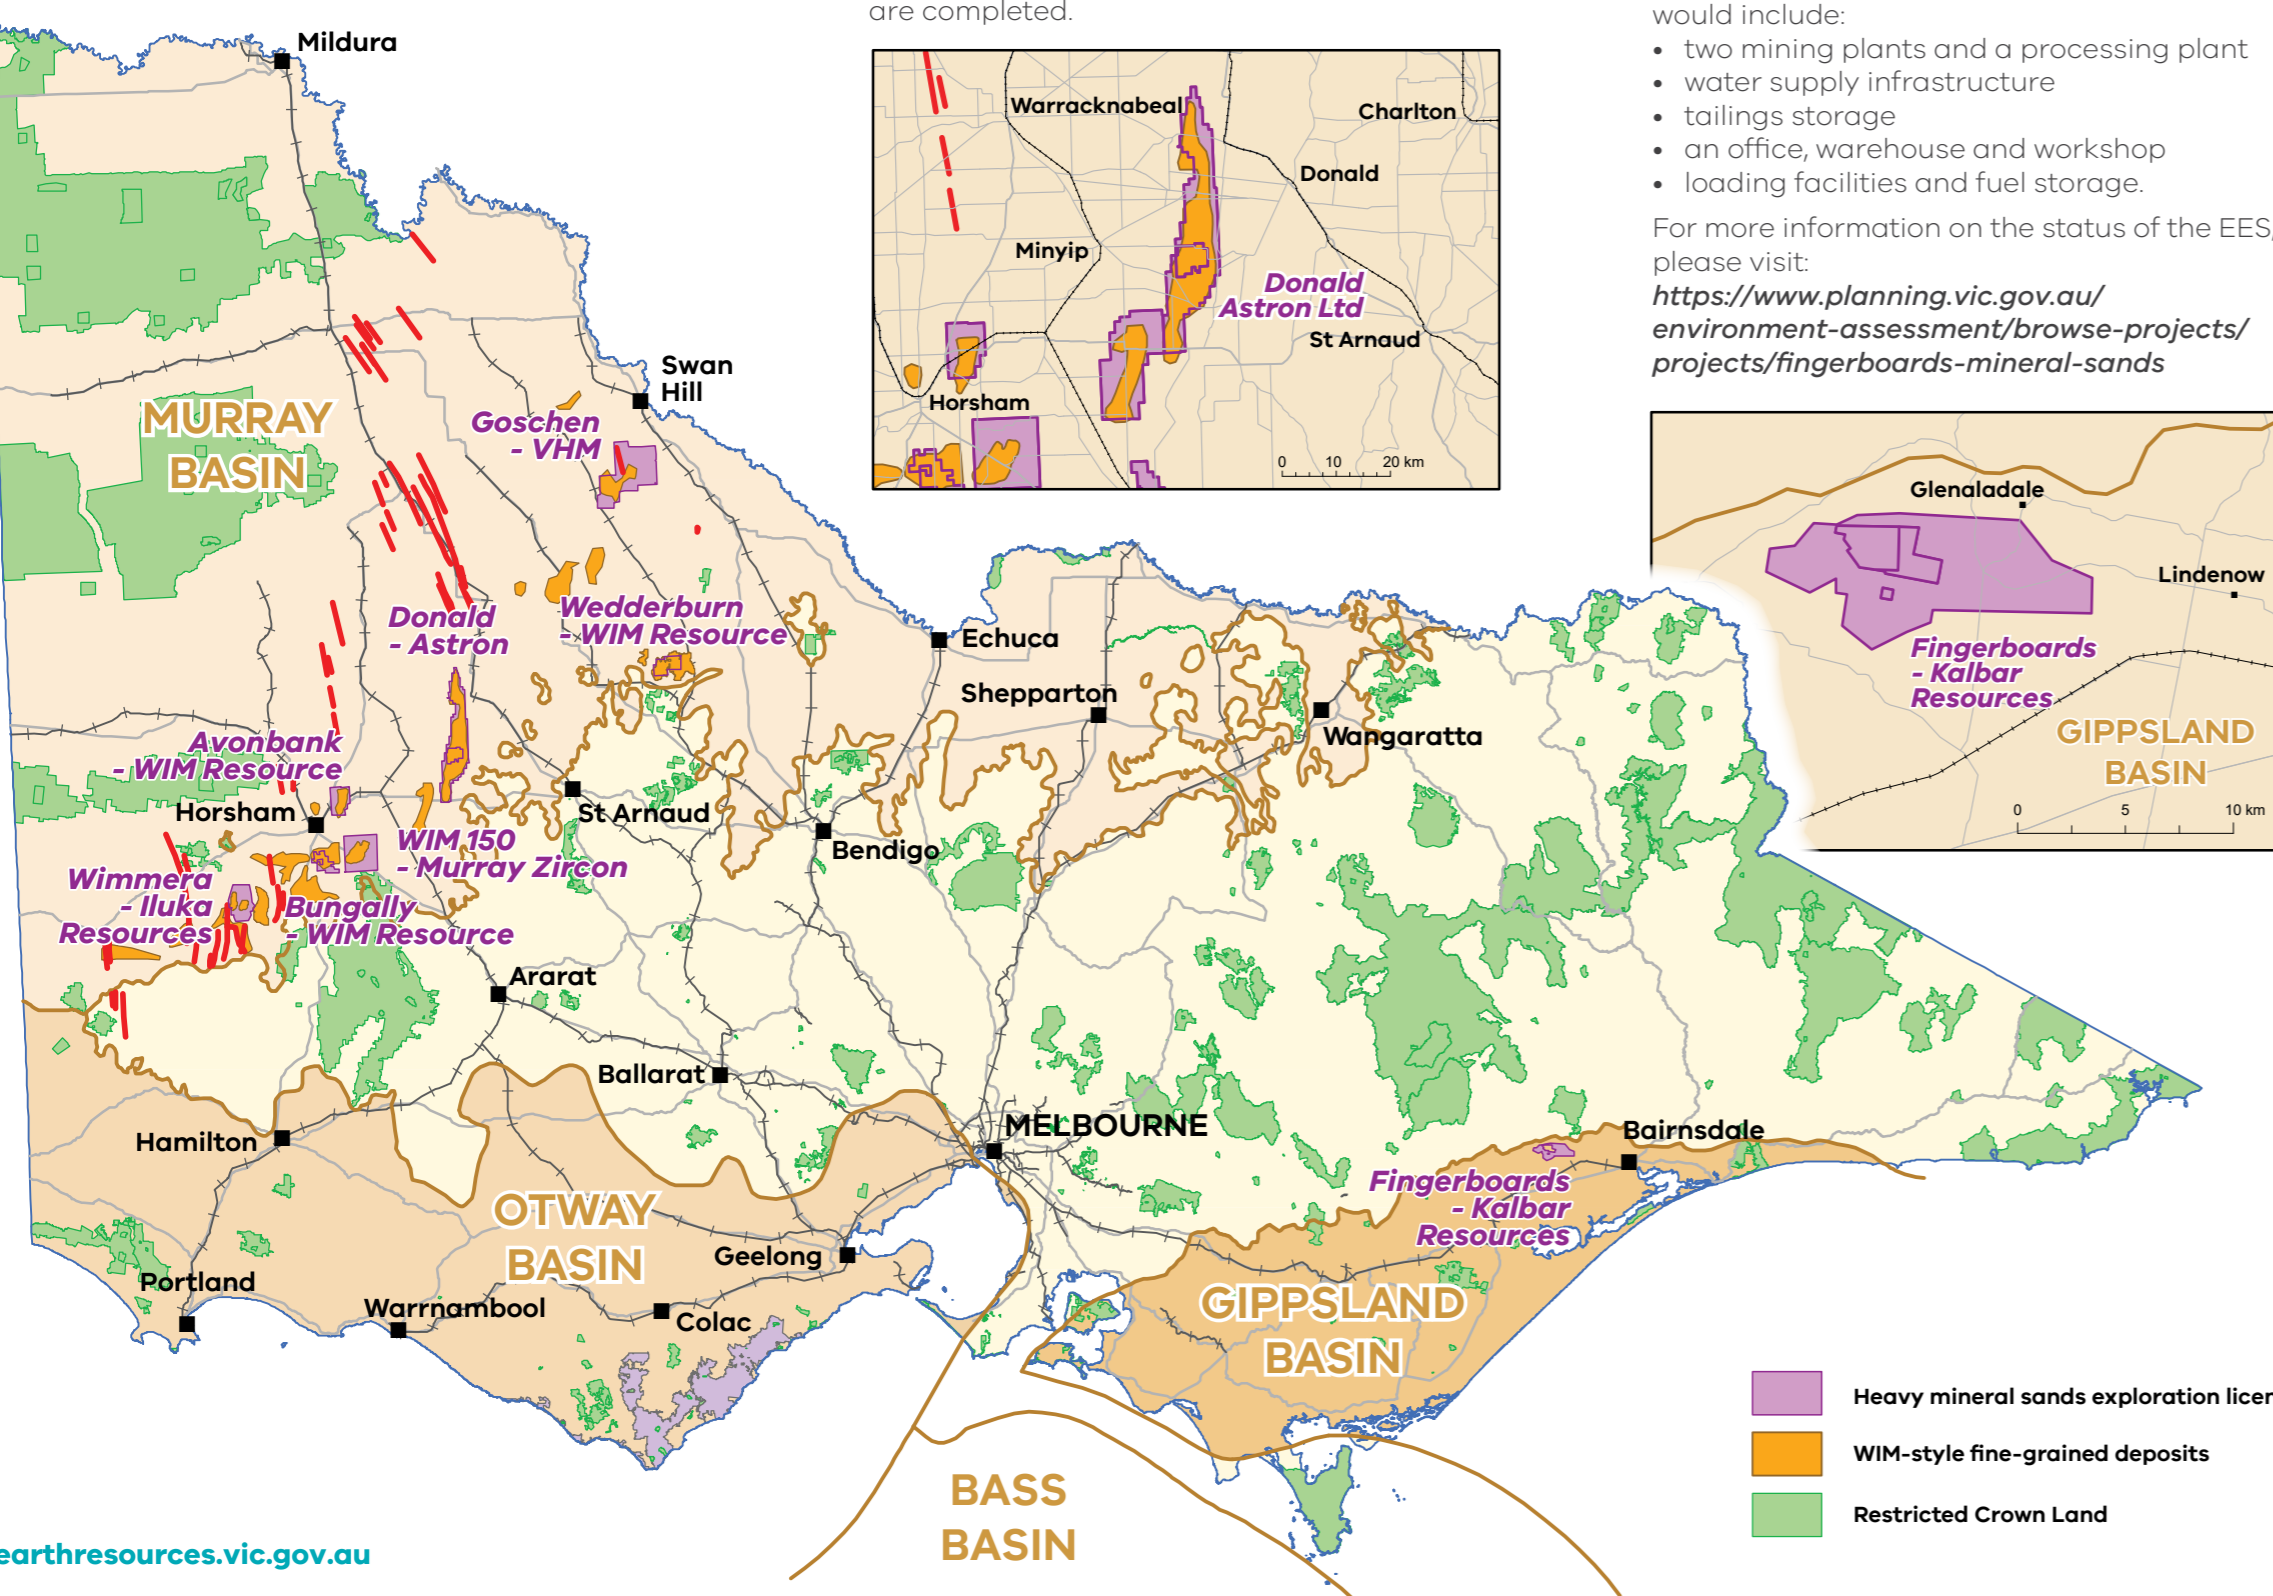 are completed.
would include:
• two mining plants and a processing plant
• water supply infrastructure
• tailings storage
• an office, warehouse and workshop
• loading facilities and fuel storage.
For more information on the status of the EES,
please visit:
https://www.planning.vic.gov.au/
environment-assessment/browse-projects/
projects/fingerboards-mineral-sands
Warracknabeal
Charlton
Donald
Minyip
Donald
Astron Ltd
St Arnaud
Horsham
0 10 20 km
Glenaladale
Lindenow
Fingerboards
- Kalbar
Resources
GIPPSLAND
BASIN
0 5 10 km
Mildura
MURRAY
BASIN
Swan
Hill
Goschen
- VHM
Donald
- Astron
Wedderburn
- WIM Resource
Echuca
Shepparton
Wangaratta
Avonbank
- WIM Resource
Horsham
St Arnaud
Bendigo
WIM 150
- Murray Zircon
Wimmera
- Iluka
Resources
Bungally
- WIM Resource
Ararat
Ballarat
MELBOURNE
Hamilton
Bairnsdale
Fingerboards
- Kalbar
Resources
OTWAY
BASIN
Geelong
Portland
Warrnambool
Colac
GIPPSLAND
BASIN
BASS
BASIN
Heavy mineral sands exploration licen
WIM-style fine-grained deposits
Restricted Crown Land
earthresources.vic.gov.au